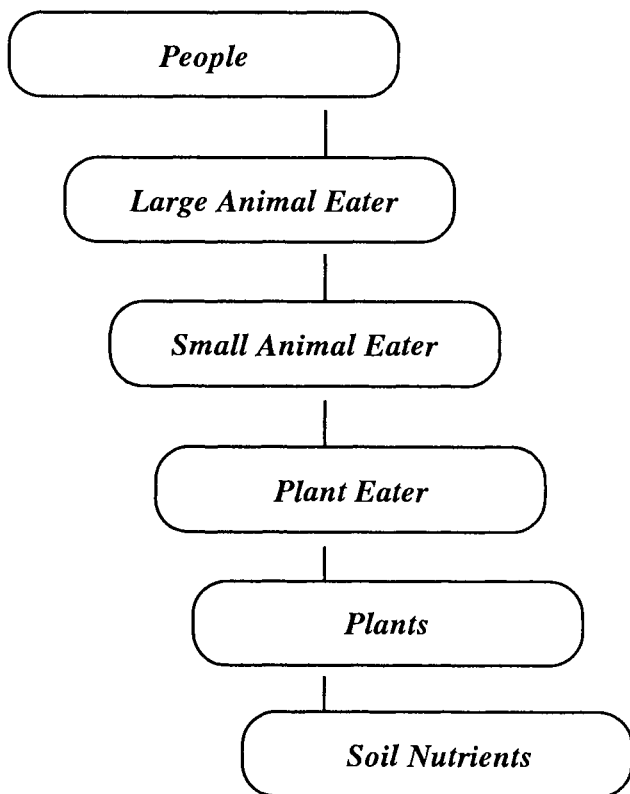 People
Large Animal Eater
Small Animal Eater
Plant Eater
Plants
Soil Nutrients